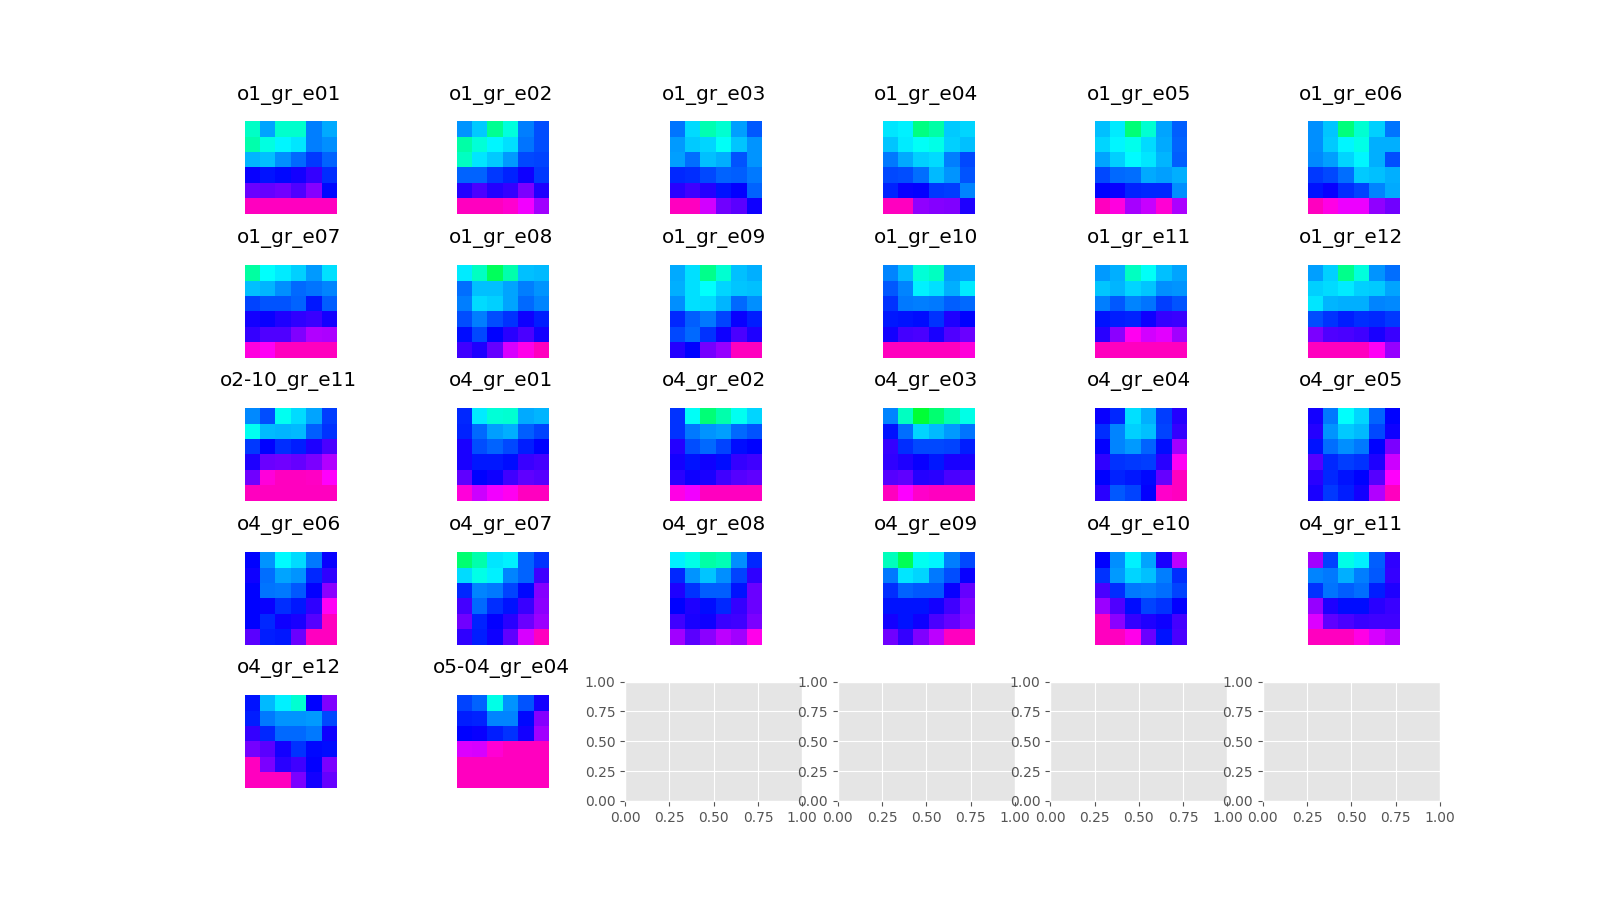 o1_gr_e01 o1_gr_e02 o1_gr_e03 o1_gr_e04 o1_gr_e05 o1_gr_e06
o1_gr_e07 o1_gr_e08 o1_gr_e09 o1_gr_e10 o1_gr_e11 o1_gr_e12
o2-10_gr_e11 o4_gr_e01 o4_gr_e02 o4_gr_e03 o4_gr_e04 o4_gr_e05
o4_gr_e06 o4_gr_e07 o4_gr_e08 o4_gr_e09 o4_gr_e10 o4_gr_e11
o4_gr_e12 o5-04_gr_e04
1.00 1.00 1.00 1.00
0.75 0.75 0.75 0.75
0.50 0.50 0.50 0.50
0.25 0.25 0.25 0.25
0.00 0.00 0.00 0.00
0.00 0.25 0.50 0.75 1.00 0.00 0.25 0.50 0.75 1.00 0.00 0.25 0.50 0.75 1.00 0.00 0.25 0.50 0.75 1.00